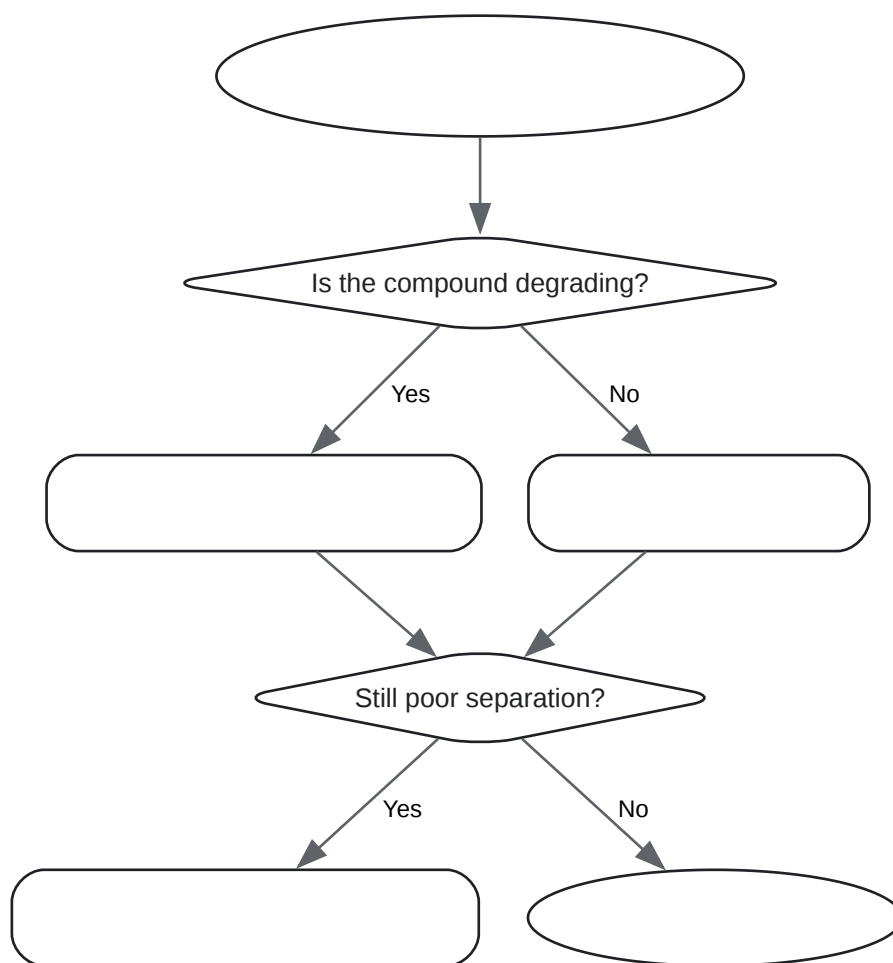 Is the compound degrading?
Yes
No
Still poor separation?
Yes
No